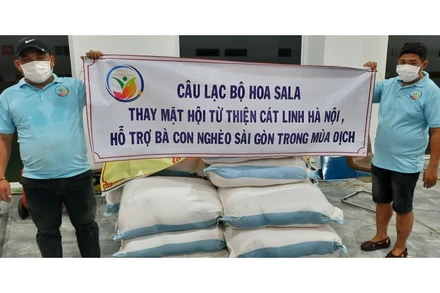 CÂU LẠC BỘ HOA SALA
THAY MẶT HỘI TỪ THIỆN CÁT LINH HÀ NỘI,
HỖ TRỢ BÀ CON NGHÈO SÀI GÒN TRONG MÙA DỊCH